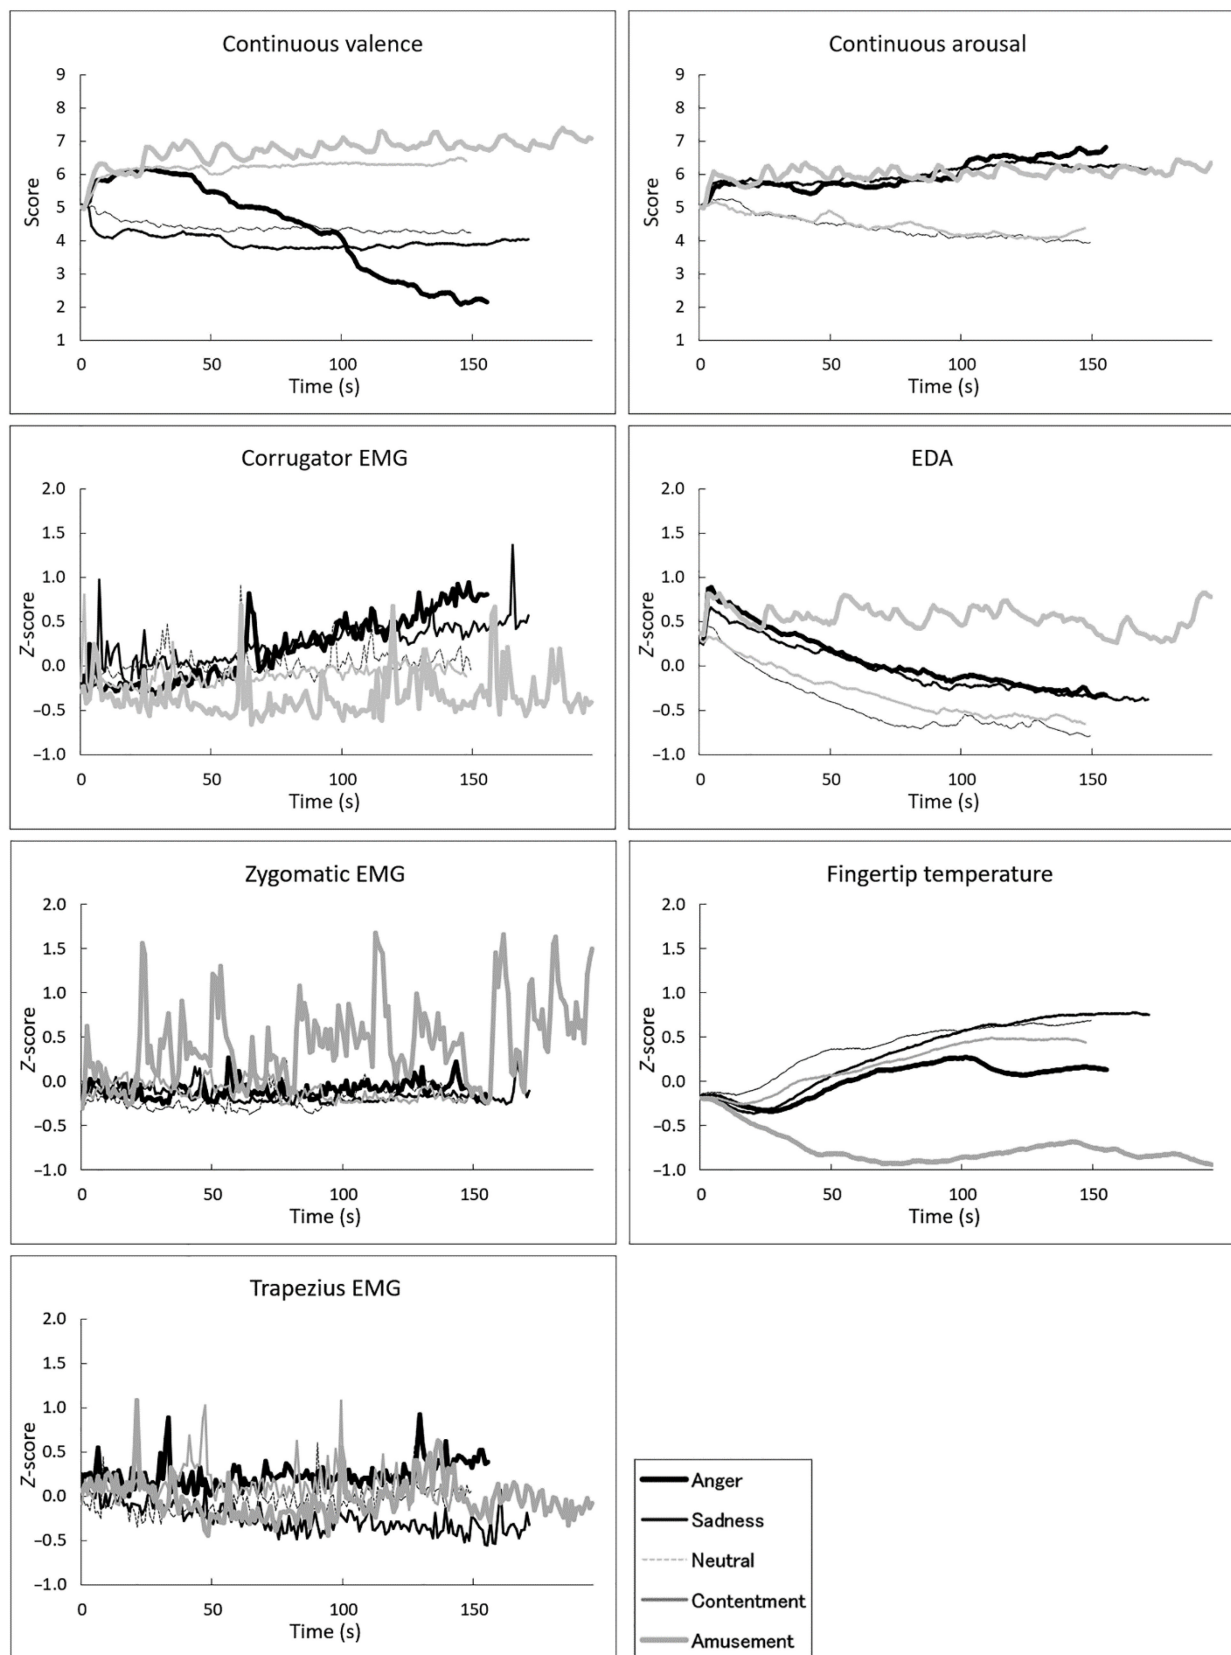 Continuous valence
9
8
7
6
5
4
3
2
1
Score
0 50 100 150
Time (s)
Continuous arousal
9
8
7
6
5
4
3
2
1
Score
0 50 100 150
Time (s)
Corrugator EMG
2.0
1.5
1.0
0.5
0.0
−0.5
−1.0
Z-score
0 50 100 150
Time (s)
EDA
2.0
1.5
1.0
0.5
0.0
−0.5
−1.0
Z-score
0 50 100 150
Time (s)
Zygomatic EMG
2.0
1.5
1.0
0.5
0.0
−0.5
−1.0
Z-score
0 50 100 150
Time (s)
Fingertip temperature
2.0
1.5
1.0
0.5
0.0
−0.5
−1.0
Z-score
0 50 100 150
Time (s)
Trapezius EMG
2.0
1.5
1.0
0.5
0.0
−0.5
−1.0
Z-score
0 50 100 150
Time (s)
Anger
Sadness
Neutral
Contentment
Amusement